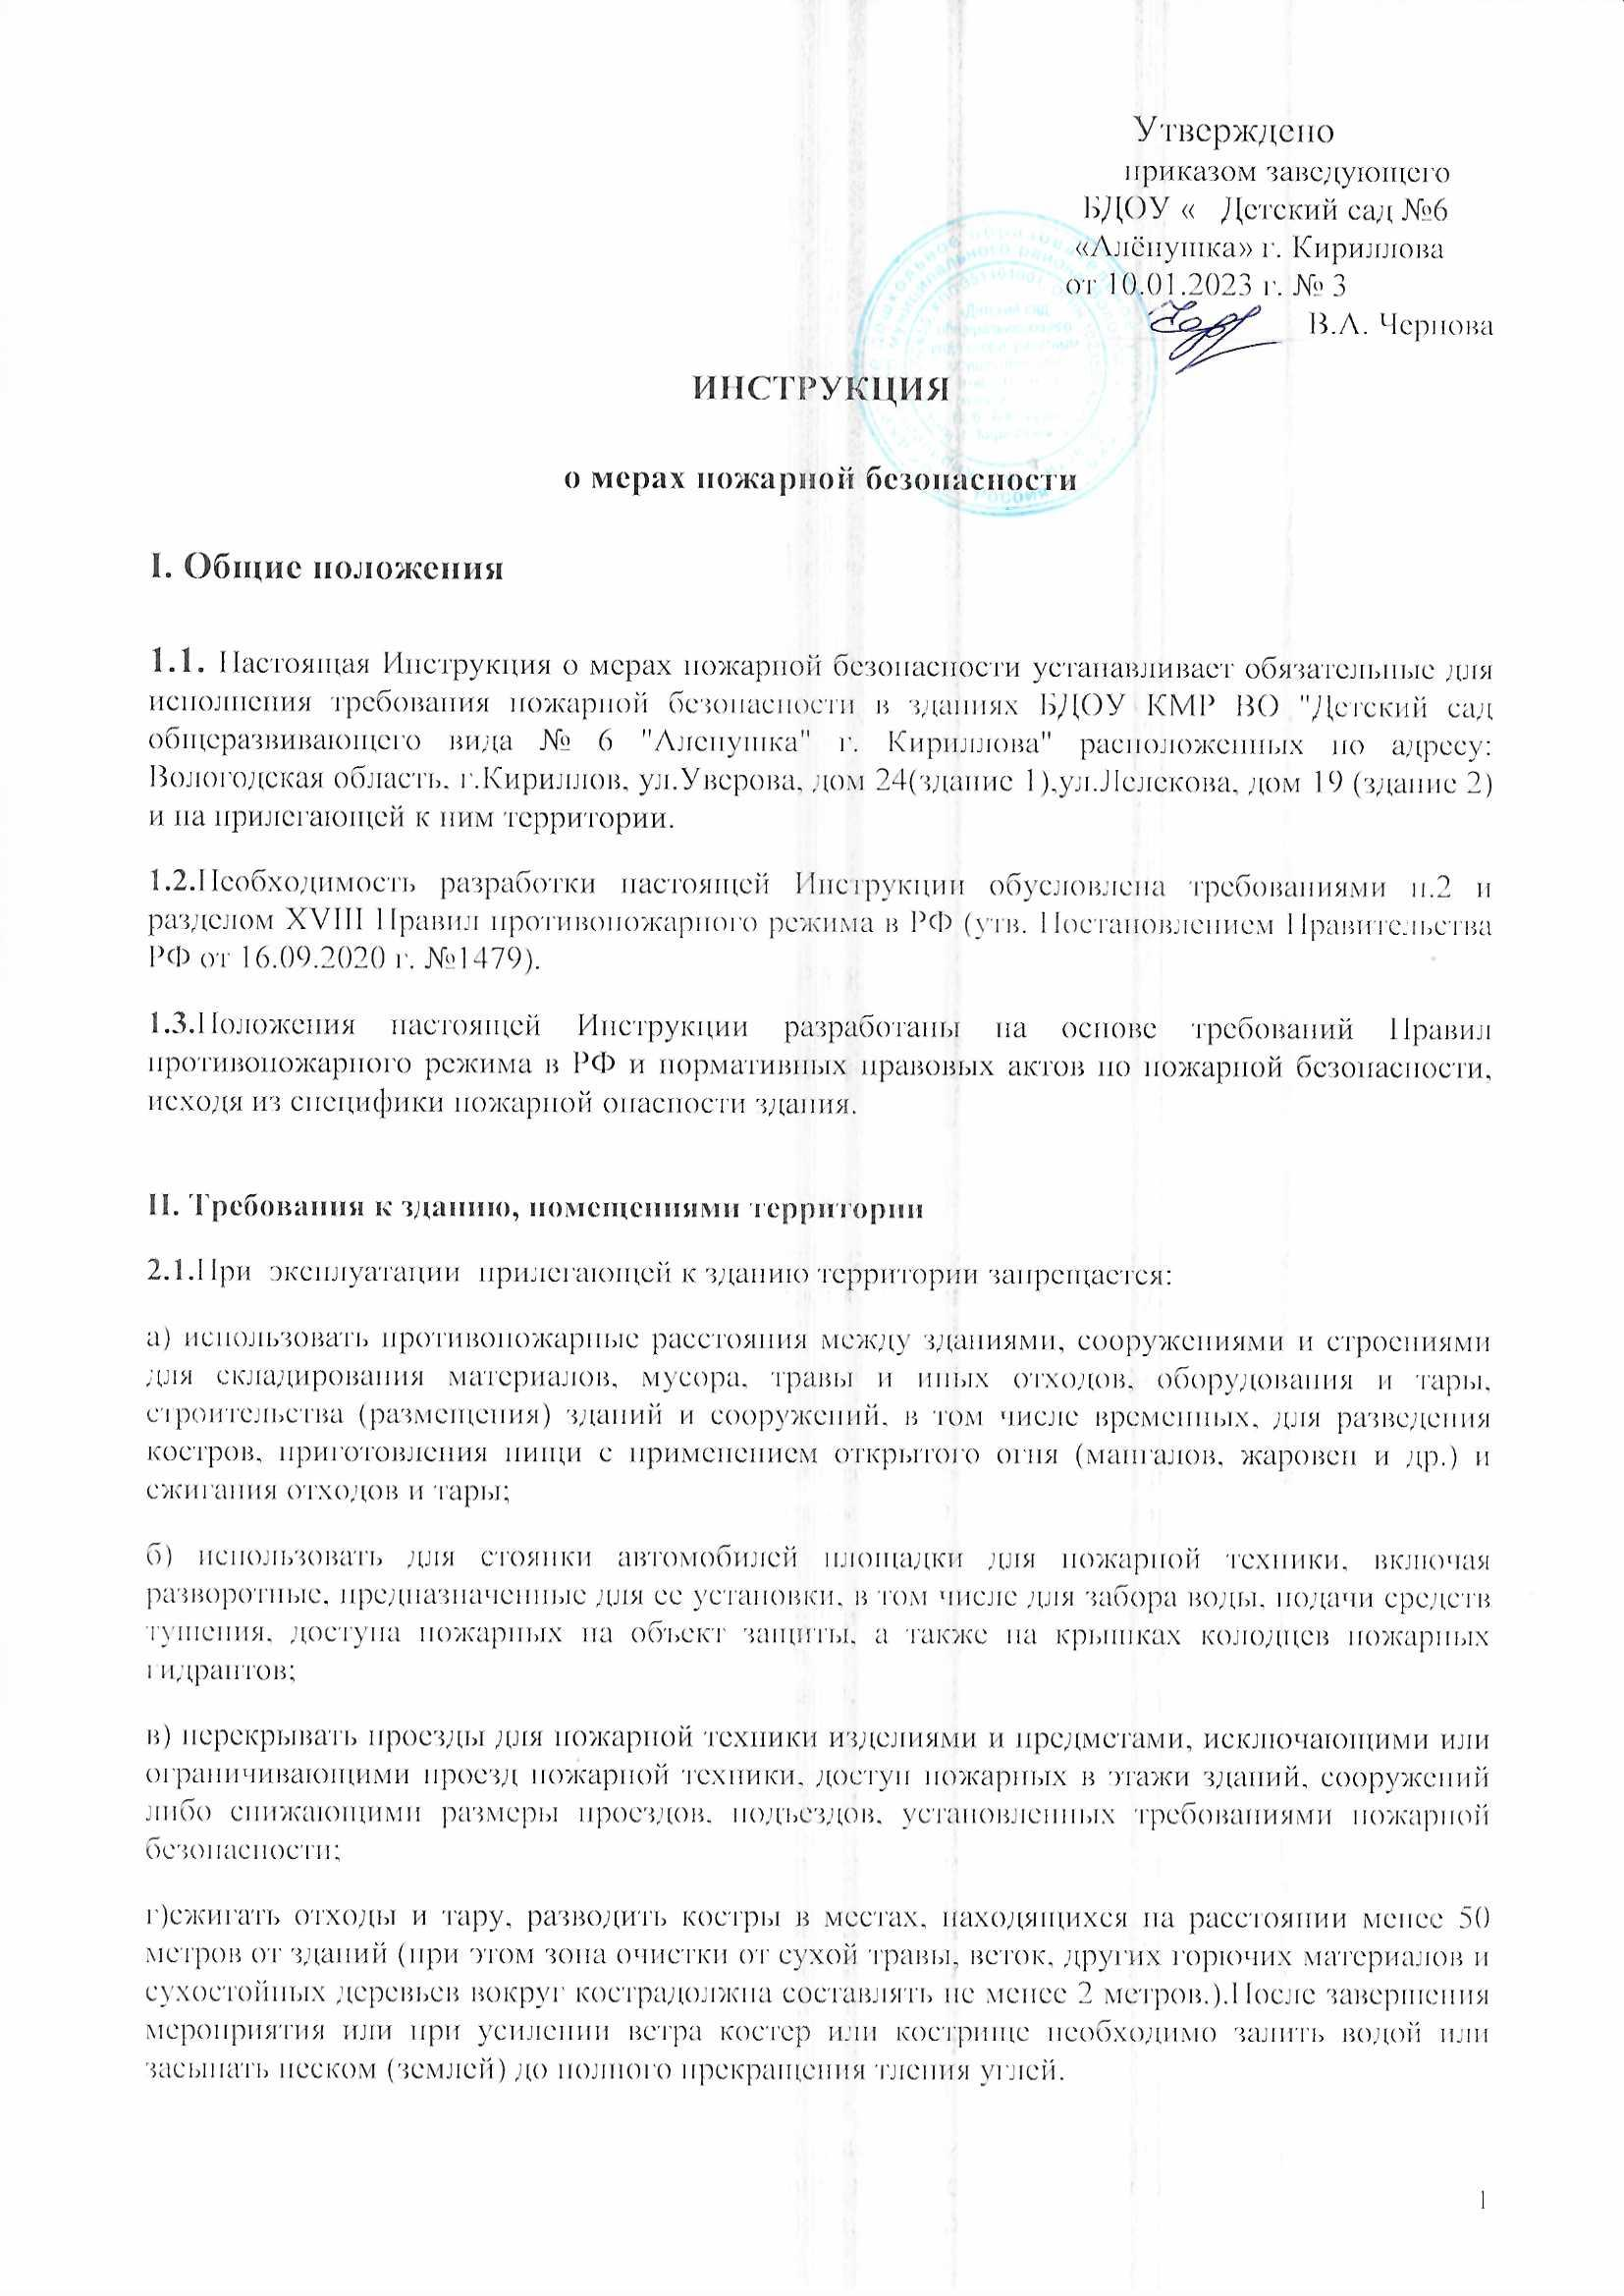 Утверждено
приказом заведующего
БДОУ « Детский сад №6
«Алёнушка» г. Кириллова
от 10.01.2023 г. № 3
В.А. Чернова
ИНСТРУКЦИЯ
о мерах пожарной безопасности
I. Общие положения
1.1. Настоящая Инструкция о мерах пожарной безопасности устанавливает обязательные для
исполнения требования пожарной безопасности в зданиях БДОУ КМР ВО "Детский сад
общеразвивающего вида № 6 "Аленушка" г. Кириллова" расположенных по адресу:
Вологодская область, г.Кириллов, ул.Уверова, дом 24(здание 1),ул.Лелекова, дом 19 (здание 2)
и на прилегающей к ним территории.
1.2.Необходимость разработки настоящей Инструкции обусловлена требованиями п.2 и
разделом XVIII Правил противопожарного режима в РФ (утв. Постановлением Правительства
РФ от 16.09.2020 г. №1479).
1.3.Положения настоящей Инструкции разработаны на основе требований Правил
противопожарного режима в РФ и нормативных правовых актов по пожарной безопасности,
исходя из специфики пожарной опасности здания.
II. Требования к зданию, помещениями территории
2.1.При эксплуатации прилегающей к зданию территории запрещается:
а) использовать противопожарные расстояния между зданиями, сооружениями и строениями
для складирования материалов, мусора, травы и иных отходов, оборудования и тары,
строительства (размещения) зданий и сооружений, в том числе временных, для разведения
костров, приготовления пищи с применением открытого огня (мангалов, жаровен и др.) и
сжигания отходов и тары;
б) использовать для стоянки автомобилей площадки для пожарной техники, включая
разворотные, предназначенные для ее установки, в том числе для забора воды, подачи средств
тушения, доступа пожарных на объект защиты, а также на крышках колодцев пожарных
гидрантов;
в) перекрывать проезды для пожарной техники изделиями и предметами, исключающими или
ограничивающими проезд пожарной техники, доступ пожарных в этажи зданий, сооружений
либо снижающими размеры проездов, подъездов, установленных требованиями пожарной
безопасности;
г)сжигать отходы и тару, разводить костры в местах, находящихся на расстоянии менее 50
метров от зданий (при этом зона очистки от сухой травы, веток, других горючих материалов и
сухостойных деревьев вокруг кострадолжна составлять не менее 2 метров.).После завершения
мероприятия или при усилении ветра костер или кострище необходимо залить водой или
засыпать песком (землей) до полного прекращения тления углей.
1